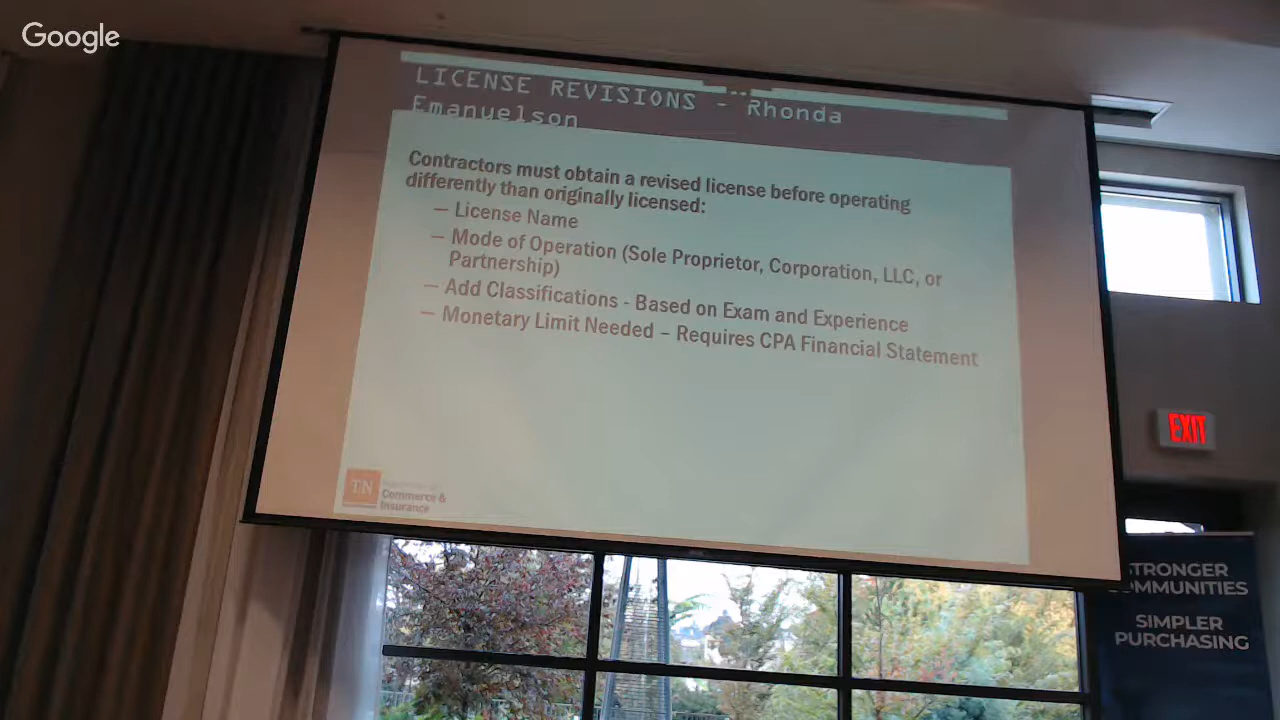 Google
LICENSE REVISIONS - Rhonda
Emanuelson
Contractors must obtain a revised license before operating
differently than originally licensed:
– License Name
– Mode of Operation (Sole Proprietor, Corporation, LLC, or
Partnership)
– Add Classifications - Based on Exam and Experience
– Monetary Limit Needed – Requires CPA Financial Statement
TN
Commerce &
Insurance
EXIT
STRONGER
COMMUNITIES
SIMPLER
PURCHASING